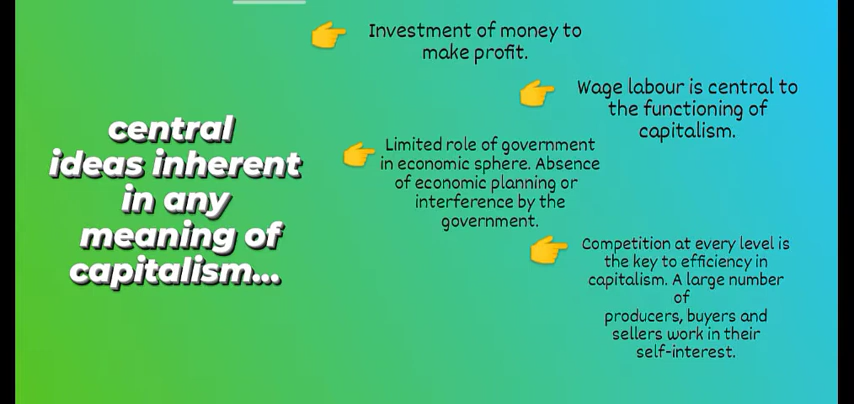 central
ideas inherent
in any
meaning of
capitalism...
Investment of money to
make profit.
Wage labour is central to
the functioning of
capitalism.
Limited role of government
in economic sphere. Absence
of economic planning or
interference by the
government.
Competition at every level is
the key to efficiency in
capitalism. A large number
of
producers, buyers and
sellers work in their
self-interest.